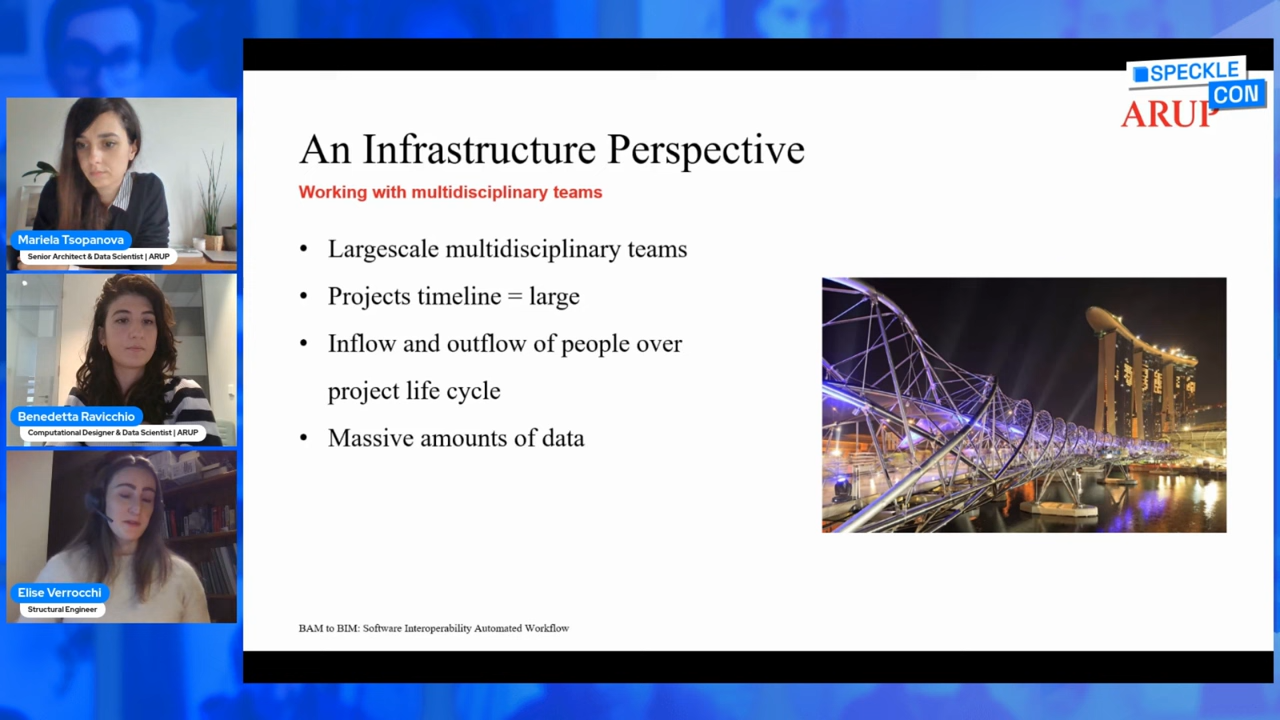 SPECKLE
CON
ARUP
An Infrastructure Perspective
Working with multidisciplinary teams
• Largescale multidisciplinary teams
• Projects timeline = large
• Inflow and outflow of people over
project life cycle
• Massive amounts of data
BAM to BIM: Software Interoperability Automated Workflow
Mariela Tsopanova
Senior Architect & Data Scientist | ARUP
Benedetta Ravicchio
Computational Designer & Data Scientist | ARUP
Elise Verrocchi
Structural Engineer